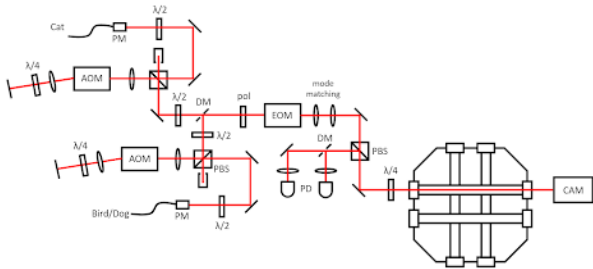 λ/2
Cat
PM
λ/4
AOM
λ/2
DM
pol
EOM
mode
matching
λ/2
DM
PBS
λ/4
AOM
PBS
PD
λ/4
CAM
Bird/Dog
PM
λ/2